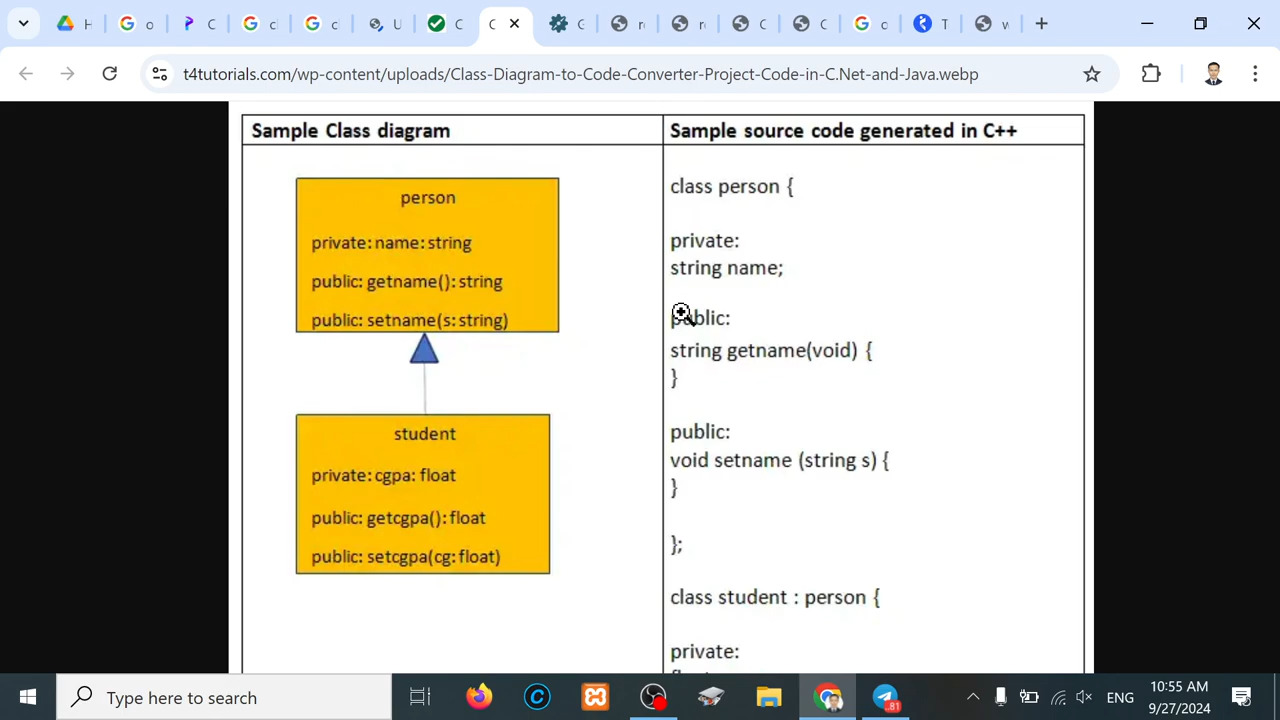 H
o
C
c
c
U
C
C
C
r
r
C
C
o
T
w
t4tutorials.com/wp-content/uploads/Class-Diagram-to-Code-Converter-Project-Code-in-C.Net-and-Java.webp
Sample Class diagram
Sample source code generated in C++
person
private: name: string
public: getname(): string
public: setname(s: string)
student
private: cgpa: float
public: getcgpa(): float
public: setcgpa(cg: float)
class person {
private:
string name;
public:
string getname(void) {
}
public:
void setname (string s) {
}
};
class student : person {
private:
Type here to search
81
ENG
10:55 AM
9/27/2024